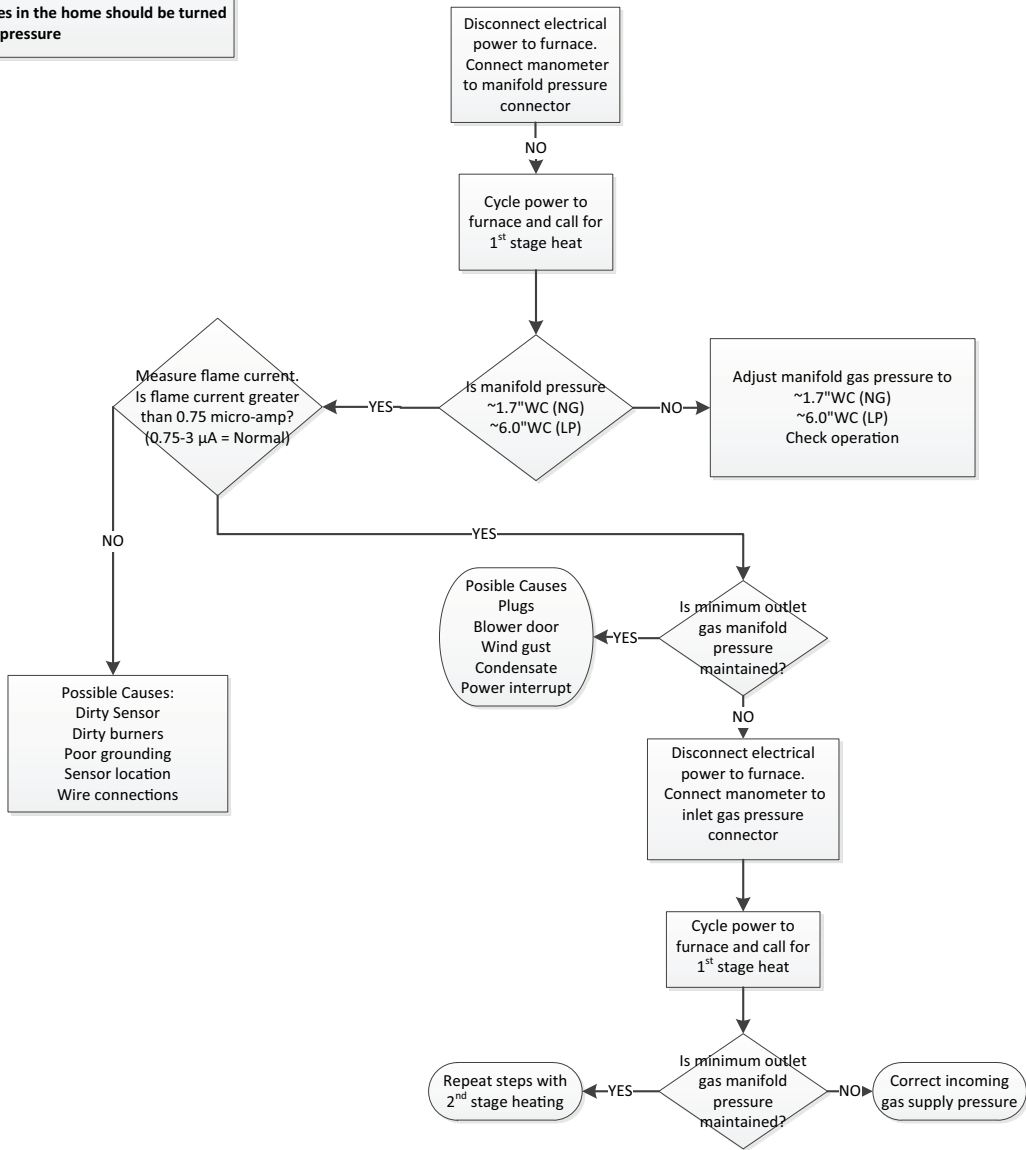 es in the home should be turned
pressure
Disconnect electrical
power to furnace.
Connect manometer
to manifold pressure
connector
NO
Cycle power to
furnace and call for
1st stage heat
Is manifold pressure
~1.7"WC (NG)
~6.0"WC (LP)
YES
NO
Measure flame current.
Is flame current greater
than 0.75 micro-amp?
(0.75-3 µA = Normal)
Adjust manifold gas pressure to
~1.7"WC (NG)
~6.0"WC (LP)
Check operation
NO
YES
Possible Causes:
Dirty Sensor
Dirty burners
Poor grounding
Sensor location
Wire connections
Is minimum outlet
gas manifold
pressure
maintained?
YES
Posible Causes
Plugs
Blower door
Wind gust
Condensate
Power interrupt
NO
Disconnect electrical
power to furnace.
Connect manometer to
inlet gas pressure
connector
Cycle power to
furnace and call for
1st stage heat
Is minimum outlet
gas manifold
pressure
maintained?
YES
Repeat steps with
2nd stage heating
NO
Correct incoming
gas supply pressure